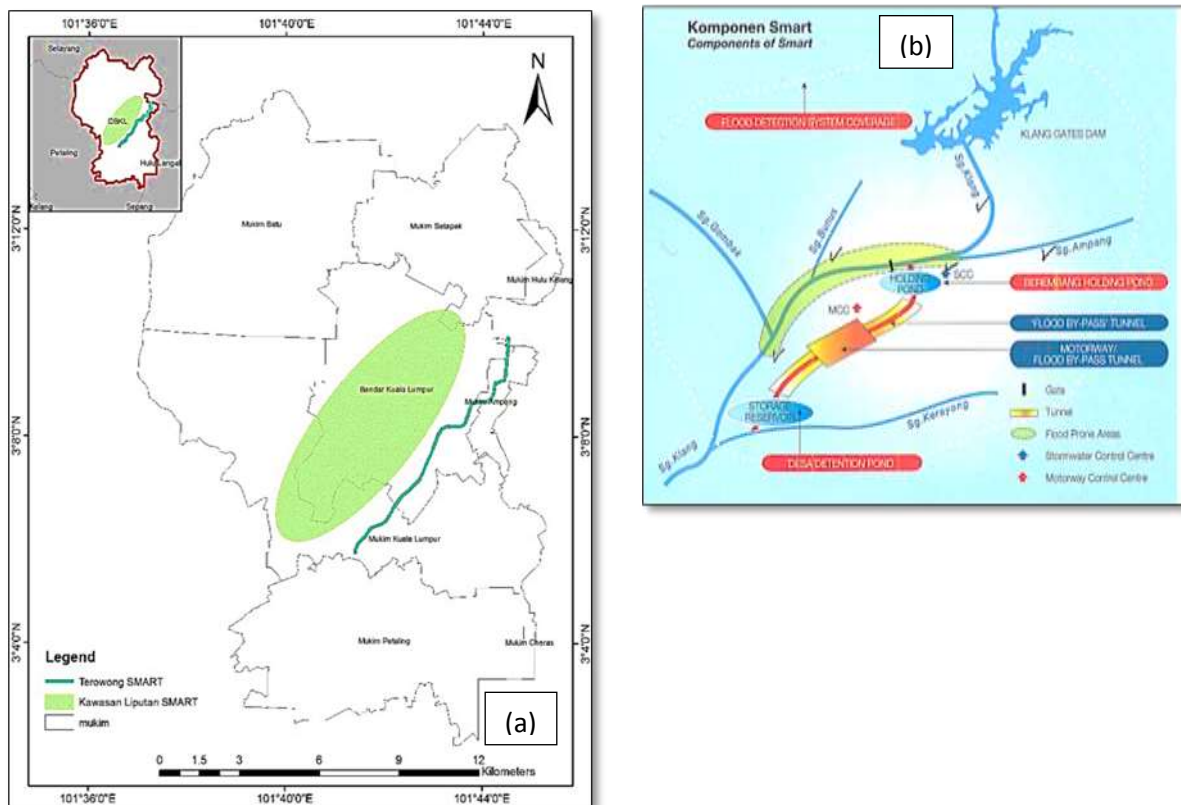 101°36'0"E
101°40'0"E
101°44'0"E
Selayang
DBKL
Petaling
Hulu Langat
Kelang
Sepang
N
3°12'0"N
3°12'0"N
Mukim Batu
Mukim Setapak
Mukim Hulu Kelang
Bandar Kuala Lumpur
Mukim Ampang
3°8'0"N
3°8'0"N
Mukim Kuala Lumpur
Mukim Petaling
Mukim Cheras
3°4'0"N
3°4'0"N
Legend
Terowong SMART
Kawasan Liputan SMART
mukim
(a)
0 1.5 3 6 9 12
Kilometers
101°36'0"E
101°40'0"E
101°44'0"E
Komponen Smart
Components of Smart
(b)
FLOOD DETECTION SYSTEM COVERAGE
KLANG GATES DAM
Sg.Klang
Sg.Gombak
Sg.Bunus
Sg.Ampang
HOLDING
POND
SCC
BEREMBANG HOLDING POND
MCC
'FLOOD BY-PASS' TUNNEL
MOTORWAY/
FLOOD BY-PASS TUNNEL
STORAGE
RESERVOIR
Sg.Kerayong
Sg.Klang
DESA DETENTION POND
Gate
Tunnel
Flood Prone Areas
Stormwater Control Centre
Motorway Control Centre